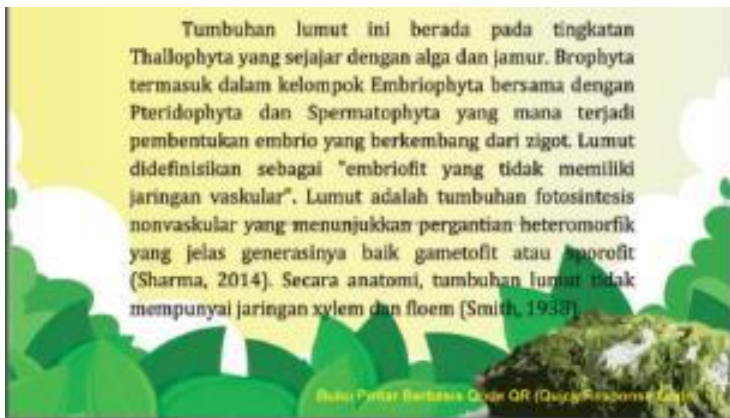 Tumbuhan lumut ini berada pada tingkatan
Thallophyta yang sejajar dengan alga dan jamur. Brophyta
termasuk dalam kelompok Embriophyta bersama dengan
Pteridophyta dan Spermatophyta yang mana terjadi
pembentukan embrio yang berkembang dari zigot. Lumut
didefinisikan sebagai "embriofit yang tidak memiliki
jaringan vaskular". Lumut adalah tumbuhan fotosintesis
nonvaskular yang menunjukkan pergantian heteromorfik
yang jelas generasinya baik gametofit atau sporofit
(Sharma, 2014). Secara anatomi, tumbuhan lumut tidak
mempunyai jaringan xylem dan floem (Smith, 1938).
Buku Pintar Berbasis Qode QR (Quick Response Code)